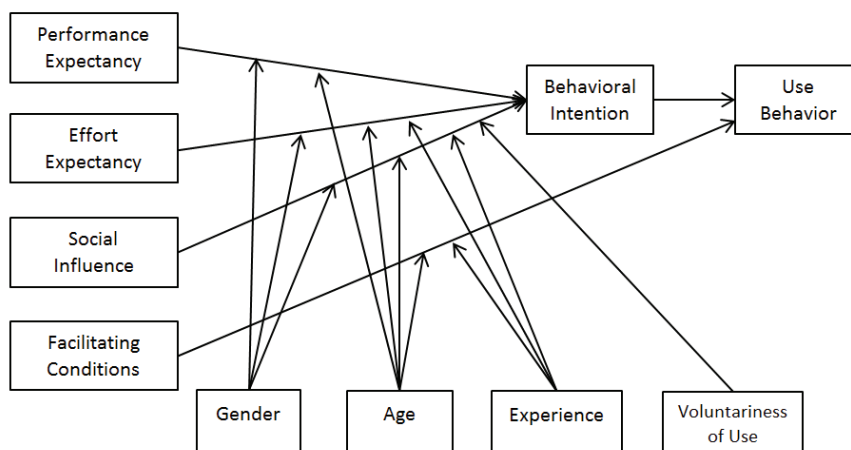 Performance
Expectancy
Effort
Expectancy
Social
Influence
Facilitating
Conditions
Behavioral
Intention
Use
Behavior
Gender
Age
Experience
Voluntariness
of Use